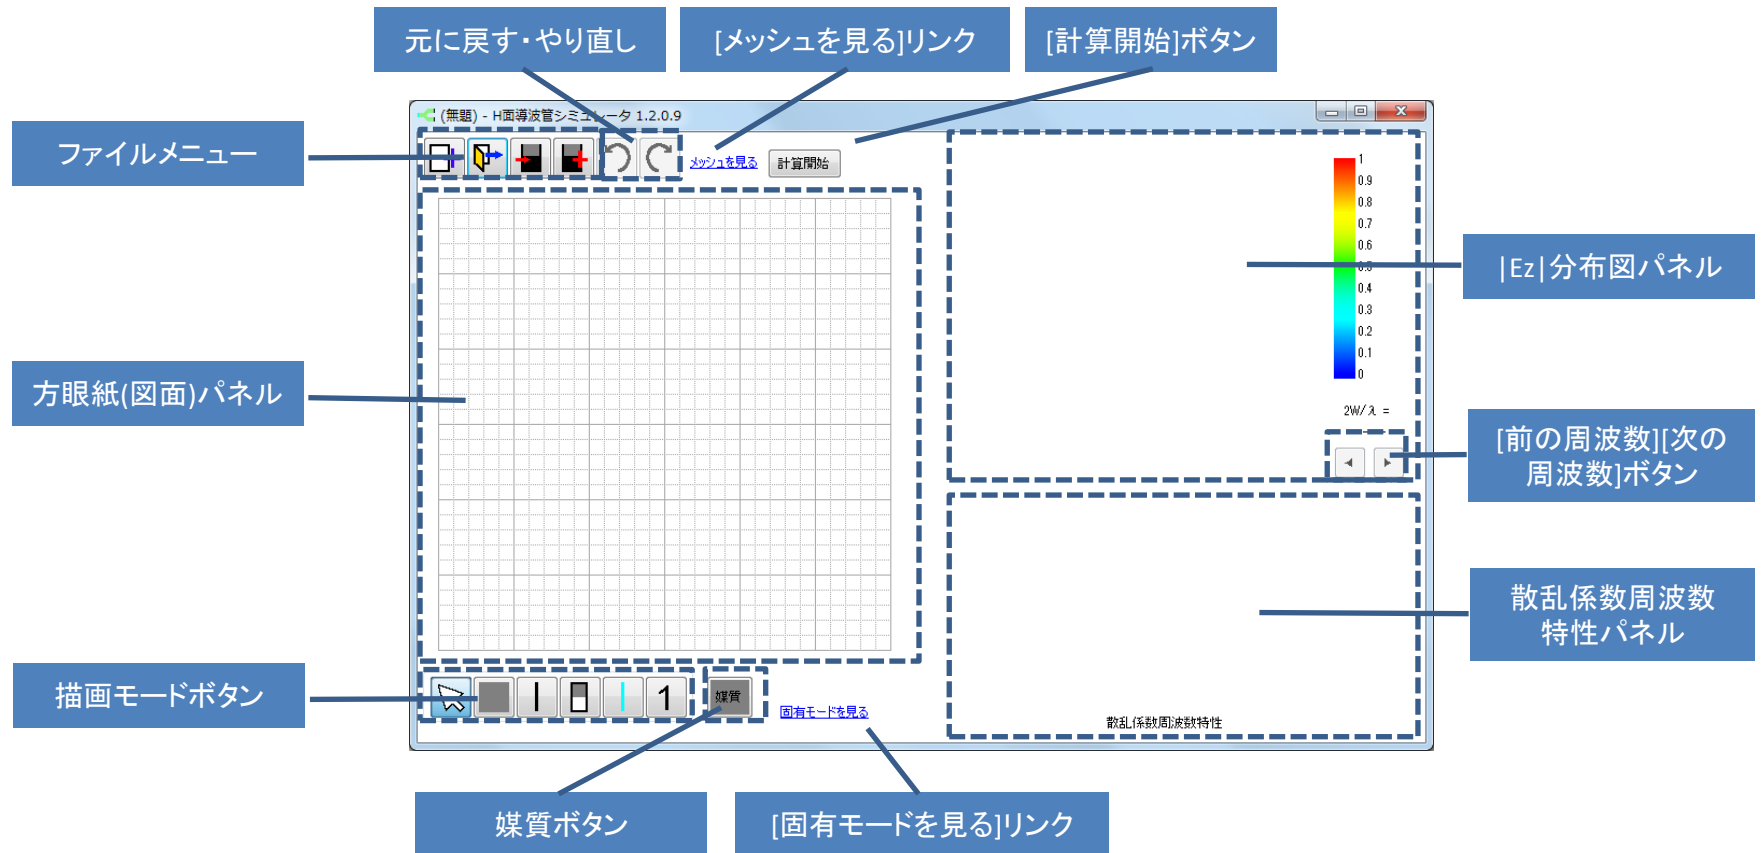 元に戻す・やり直し
[メッシュを見る]リンク
[計算開始]ボタン
(無題) - H面導波管シミュレータ 1.2.0.9
ファイルメニュー
メッシュを見る
計算開始
1
0.9
0.8
0.7
0.6
0.5
0.4
0.3
0.2
0.1
0
|Ez|分布図パネル
方眼紙(図面)パネル
2W/λ =
[前の周波数][次の
周波数]ボタン
散乱係数周波数
特性パネル
描画モードボタン
1
媒質
固有モードを見る
散乱係数周波数特性
媒質ボタン
[固有モードを見る]リンク